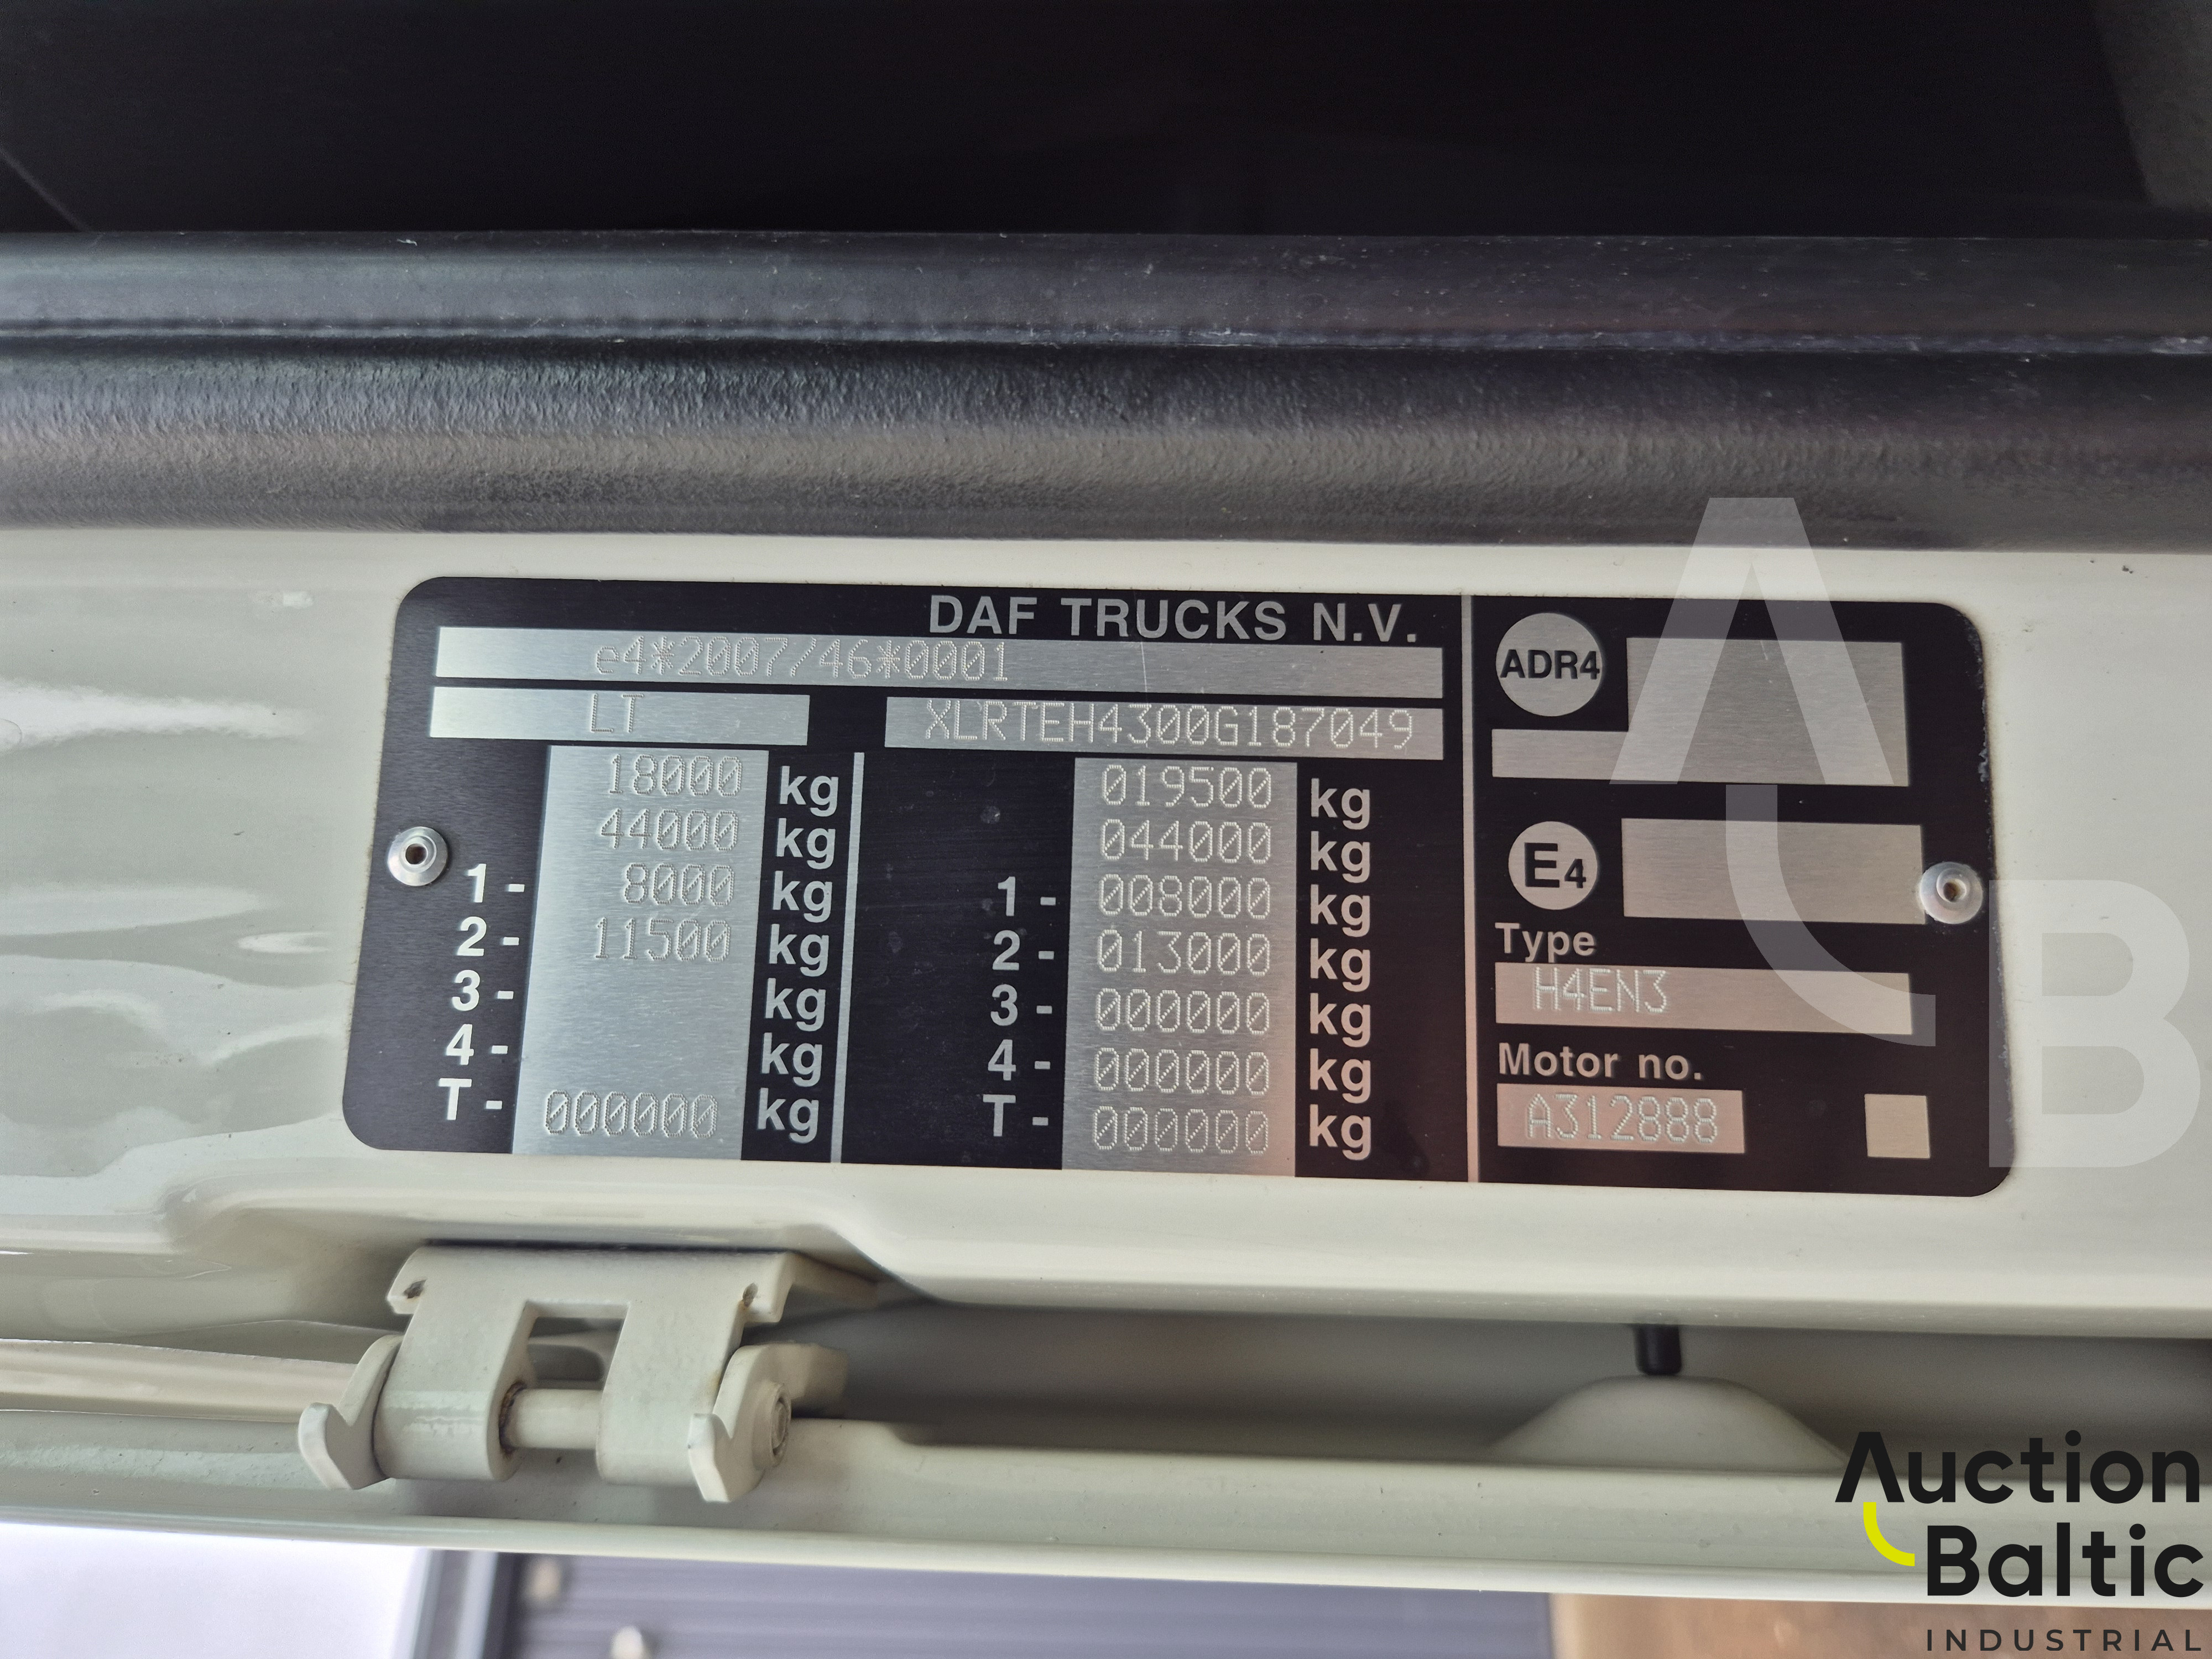 DAF TRUCKS N.V.
e4*2007/46*0001
LT
XLRTEH4300G187049
18000 kg
44000 kg
1- 8000 kg
2- 11500 kg
3- kg
4- kg
T- 000000 kg
019500 kg
044000 kg
1- 008000 kg
2- 013000 kg
3- 000000 kg
4- 000000 kg
T- 000000 kg
ADR4
E4
Type
H4EN3
Motor no.
A312888
AB
Auction
Baltic
INDUSTRIAL